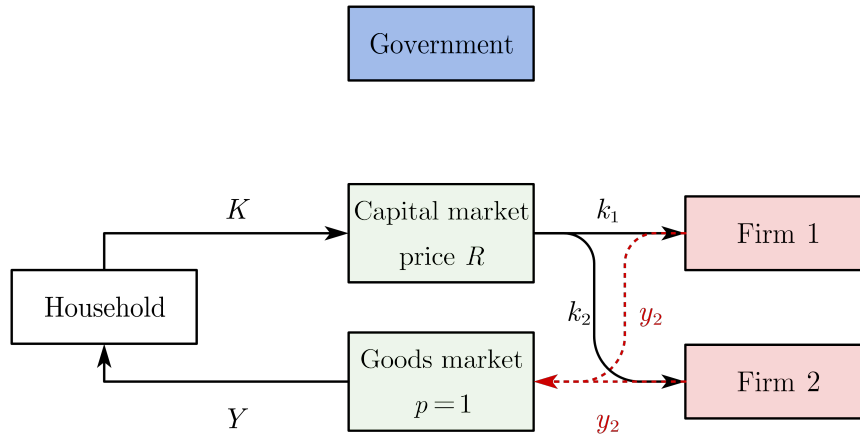 Government
K
Capital market
price R
k₁
Firm 1
Household
k₂
y₂
Goods market
p = 1
Firm 2
Y
y₂